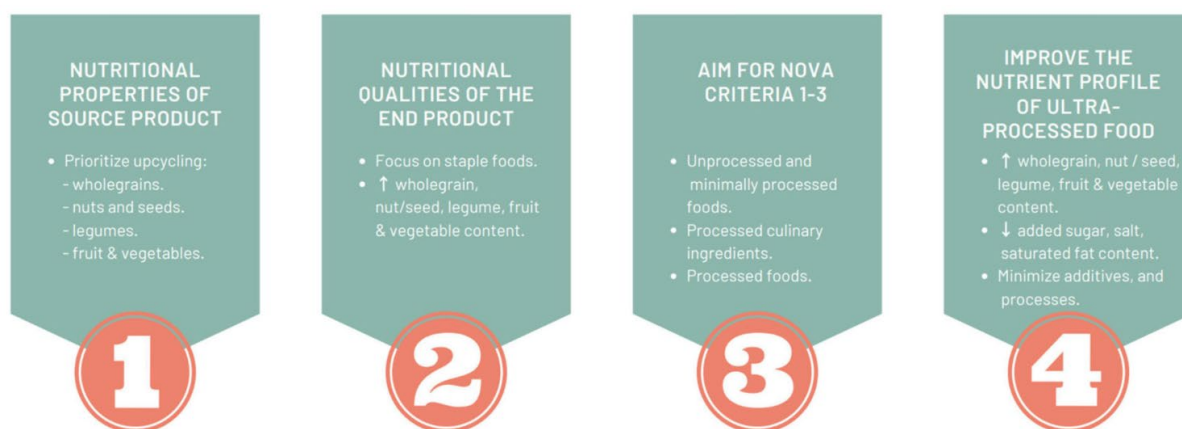 NUTRITIONAL
PROPERTIES OF
SOURCE PRODUCT
• Prioritize upcycling:
- wholegrains.
- nuts and seeds.
- legumes.
- fruit & vegetables.
1
NUTRITIONAL
QUALITIES OF THE
END PRODUCT
• Focus on staple foods.
• ↑ wholegrain,
nut/seed, legume, fruit
& vegetable content.
2
AIM FOR NOVA
CRITERIA 1-3
• Unprocessed and
minimally processed
foods.
• Processed culinary
ingredients.
• Processed foods.
3
IMPROVE THE
NUTRIENT PROFILE
OF ULTRA-
PROCESSED FOOD
• ↑ wholegrain, nut / seed,
legume, fruit & vegetable
content.
• ↓ added sugar, salt,
saturated fat content.
• Minimize additives, and
processes.
4